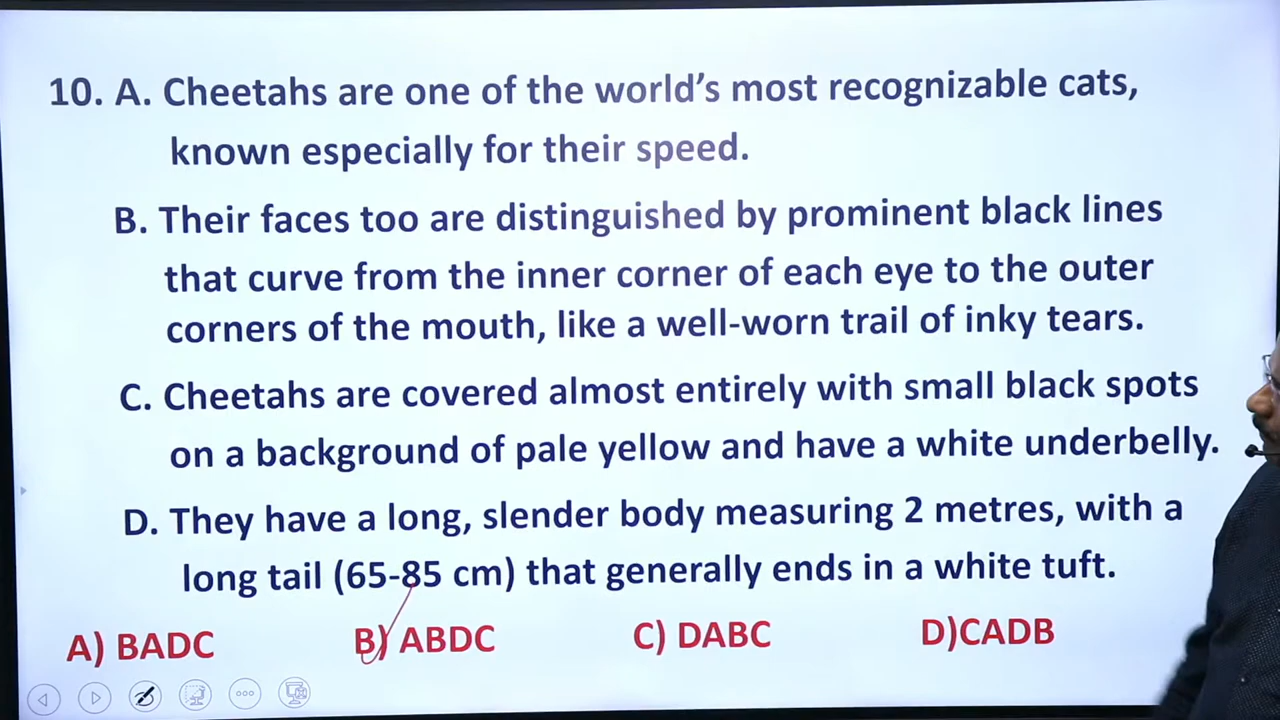 10. A. Cheetahs are one of the world's most recognizable cats,
known especially for their speed.
B. Their faces too are distinguished by prominent black lines
that curve from the inner corner of each eye to the outer
corners of the mouth, like a well-worn trail of inky tears.
C. Cheetahs are covered almost entirely with small black spots
on a background of pale yellow and have a white underbelly.
D. They have a long, slender body measuring 2 metres, with a
long tail (65-85 cm) that generally ends in a white tuft.
A) BADC B) ABDC C) DABC D)CADB